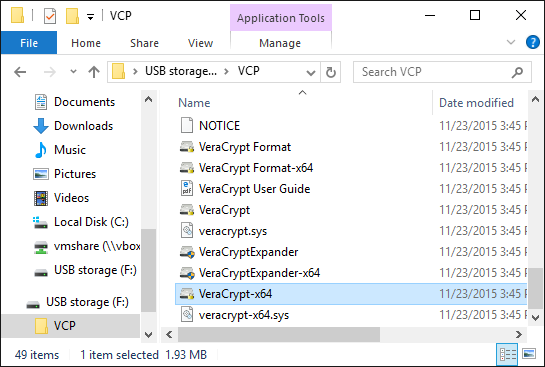 VCP
Application Tools
File
Home
Share
View
Manage
USB storage... > VCP
Search VCP
Documents
Downloads
Music
Pictures
Videos
Local Disk (C:)
vmshare (\\vbox
USB storage (F:)
USB storage (F:)
VCP
Name Date modified
NOTICE 11/23/2015 3:45 P
VeraCrypt Format 11/23/2015 3:45 P
VeraCrypt Format-x64 11/23/2015 3:45 P
VeraCrypt User Guide 11/23/2015 3:45 P
VeraCrypt 11/23/2015 3:45 P
veracrypt.sys 11/23/2015 3:45 P
VeraCryptExpander 11/23/2015 3:45 P
VeraCryptExpander-x64 11/23/2015 3:45 P
VeraCrypt-x64 11/23/2015 3:45 P
veracrypt-x64.sys 11/23/2015 3:45 P
49 items 1 item selected 1.93 MB